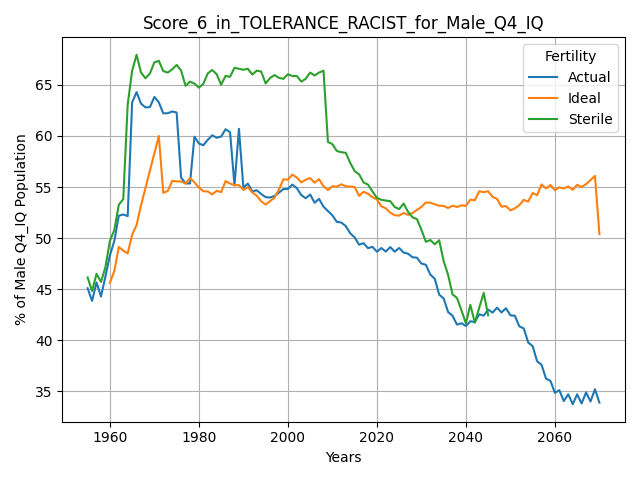 Score_6_in_TOLERANCE_RACIST_for_Male_Q4_IQ
Fertility
Actual
Ideal
Sterile
% of Male Q4_IQ Population
65
60
55
50
45
40
35
1960 1980 2000 2020 2040 2060
Years